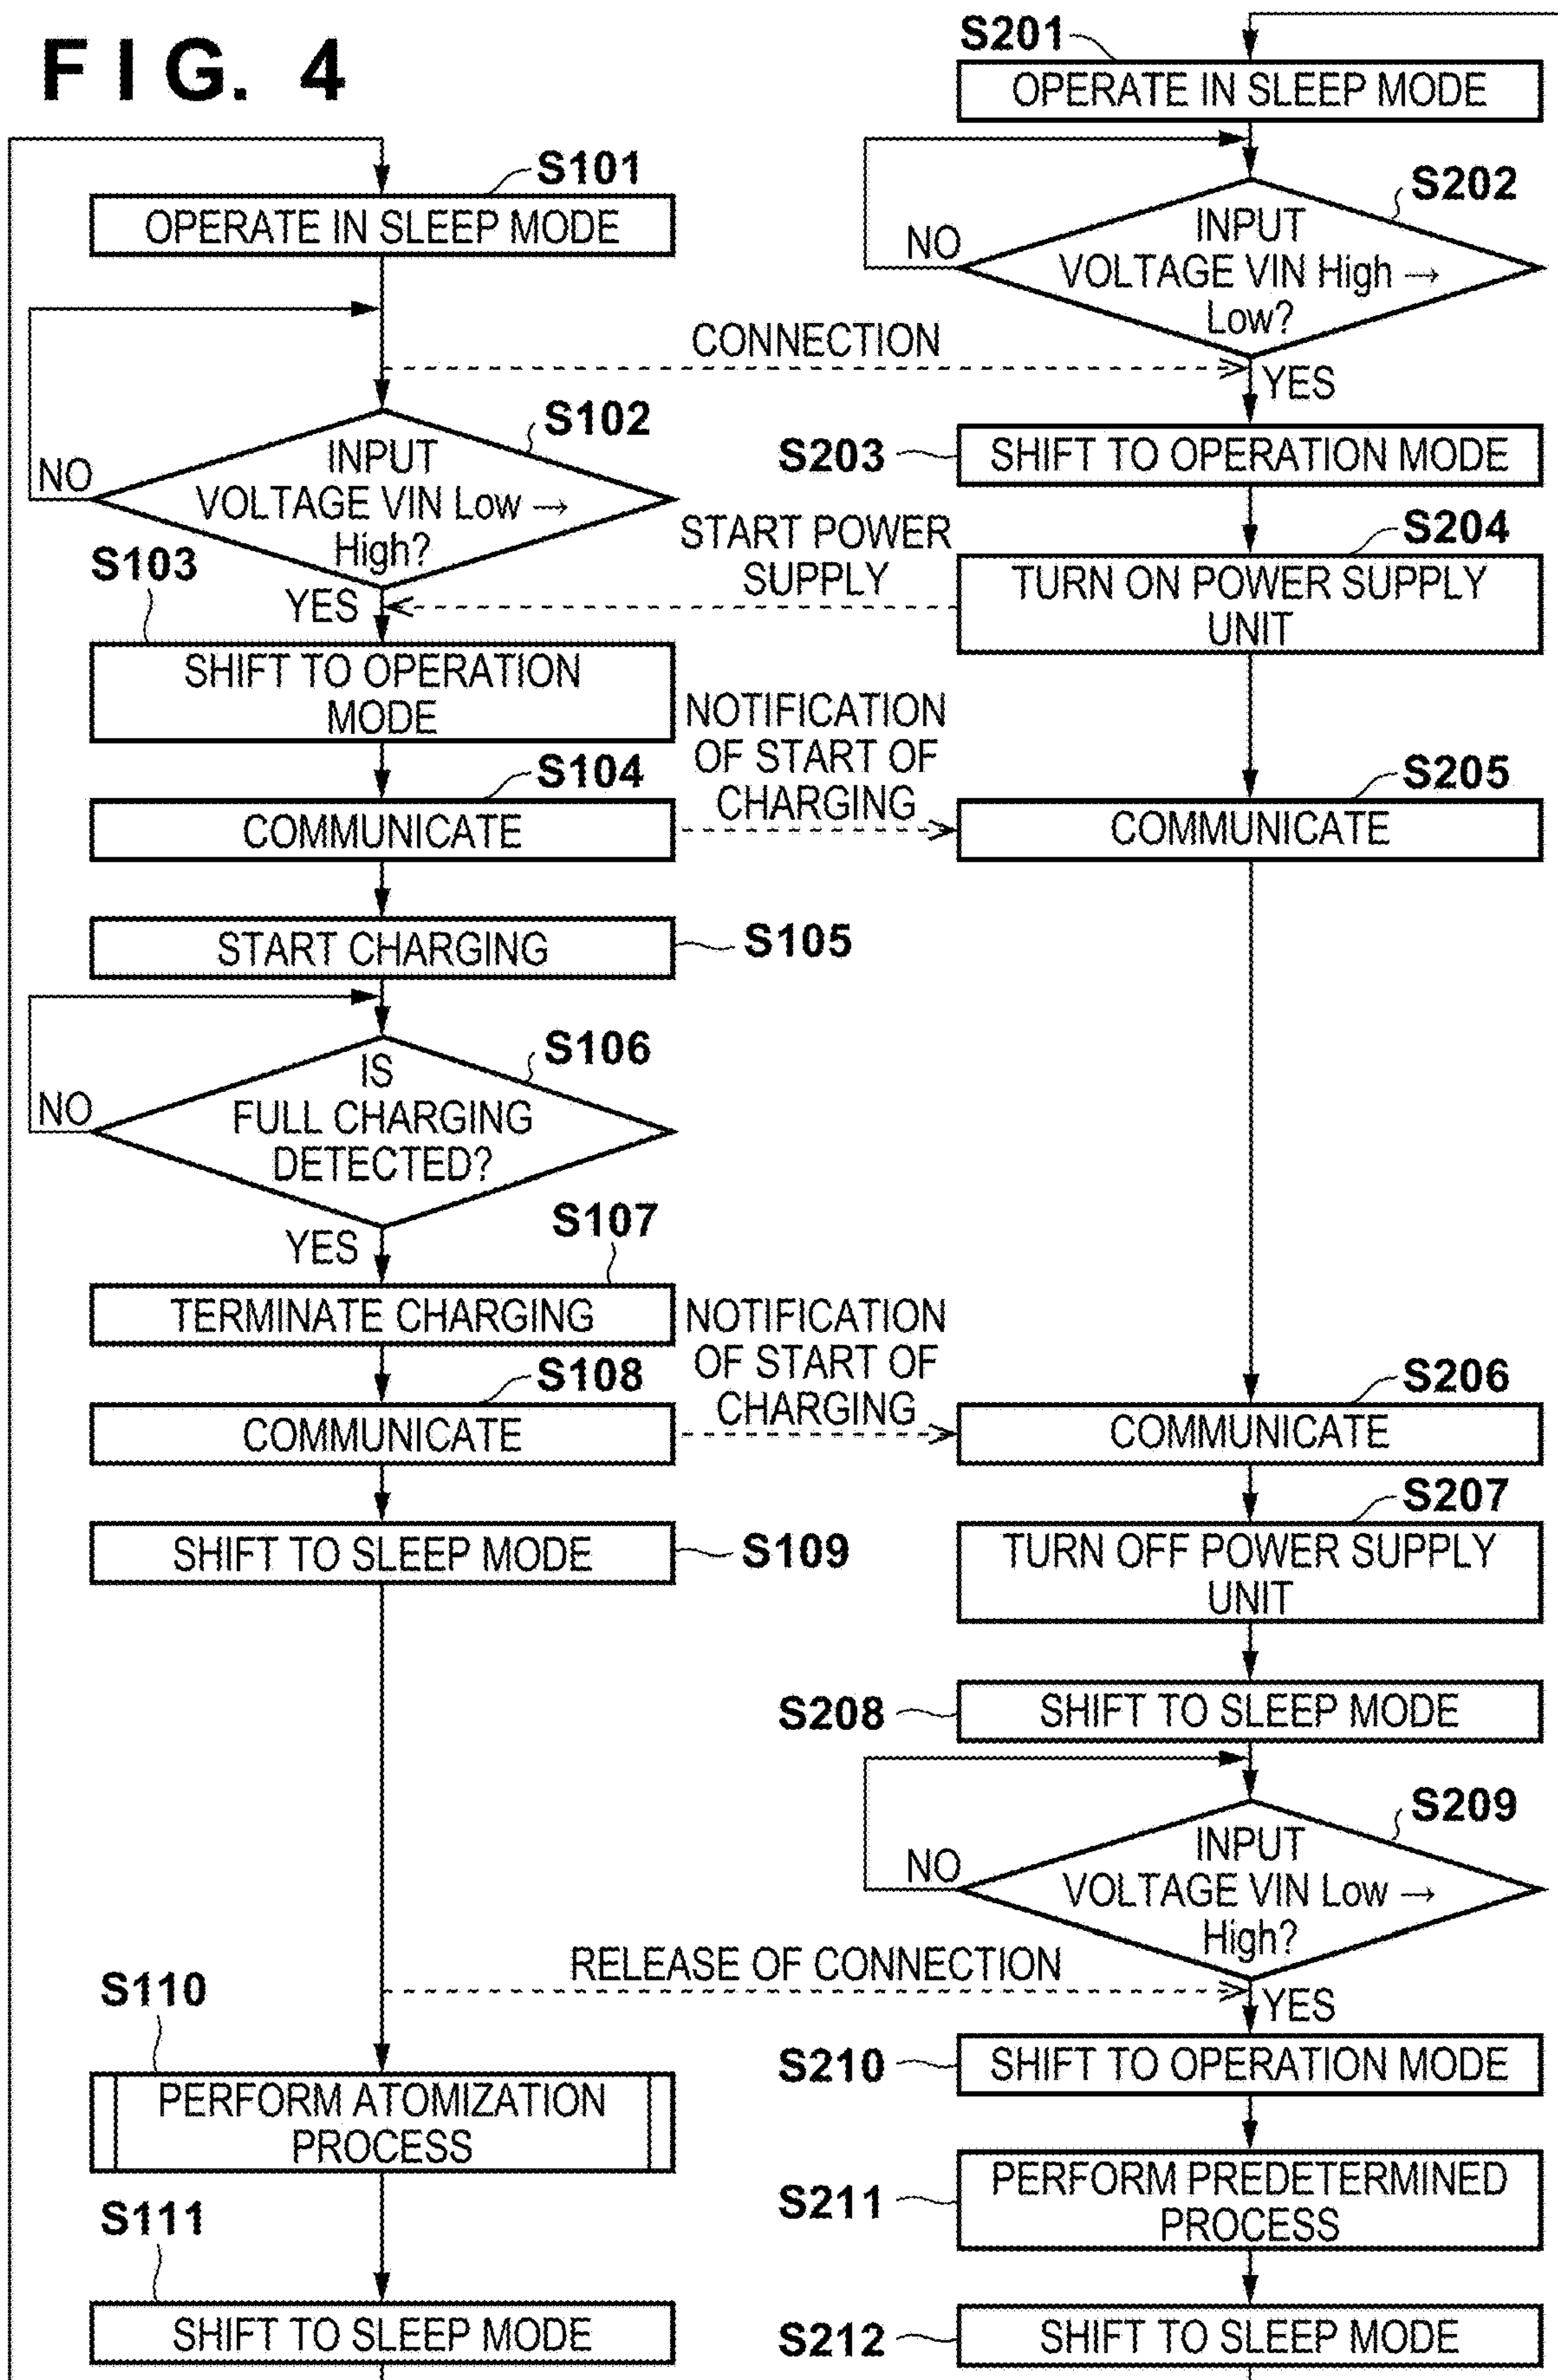 FIG. 4
S101
OPERATE IN SLEEP MODE
S102
INPUT
VOLTAGE VIN Low →
High?
NO
YES
S103
SHIFT TO OPERATION
MODE
S104
COMMUNICATE
START CHARGING
S105
S106
IS
FULL CHARGING
DETECTED?
NO
YES
S107
TERMINATE CHARGING
S108
COMMUNICATE
SHIFT TO SLEEP MODE
S109
S110
PERFORM ATOMIZATION
PROCESS
S111
SHIFT TO SLEEP MODE
CONNECTION
START POWER
SUPPLY
NOTIFICATION
OF START OF
CHARGING
NOTIFICATION
OF START OF
CHARGING
RELEASE OF CONNECTION
S201
OPERATE IN SLEEP MODE
S202
INPUT
VOLTAGE VIN High →
Low?
NO
YES
S203
SHIFT TO OPERATION MODE
S204
TURN ON POWER SUPPLY
UNIT
S205
COMMUNICATE
S206
COMMUNICATE
S207
TURN OFF POWER SUPPLY
UNIT
S208
SHIFT TO SLEEP MODE
S209
INPUT
VOLTAGE VIN Low →
High?
NO
YES
S210
SHIFT TO OPERATION MODE
S211
PERFORM PREDETERMINED
PROCESS
S212
SHIFT TO SLEEP MODE